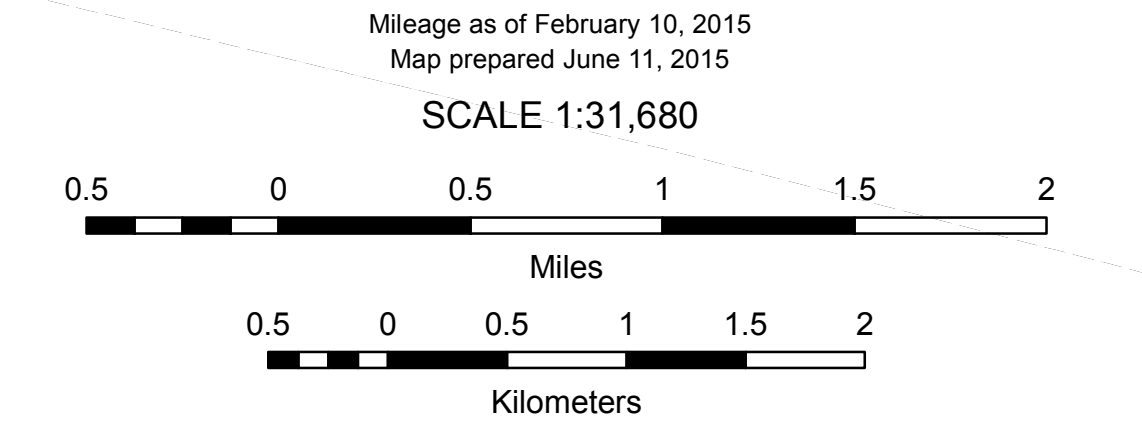 Mileage as of February 10, 2015
Map prepared June 11, 2015
SCALE 1:31,680
0.5 0 0.5 1 1.5 2
Miles
0.5 0 0.5 1 1.5 2
Kilometers